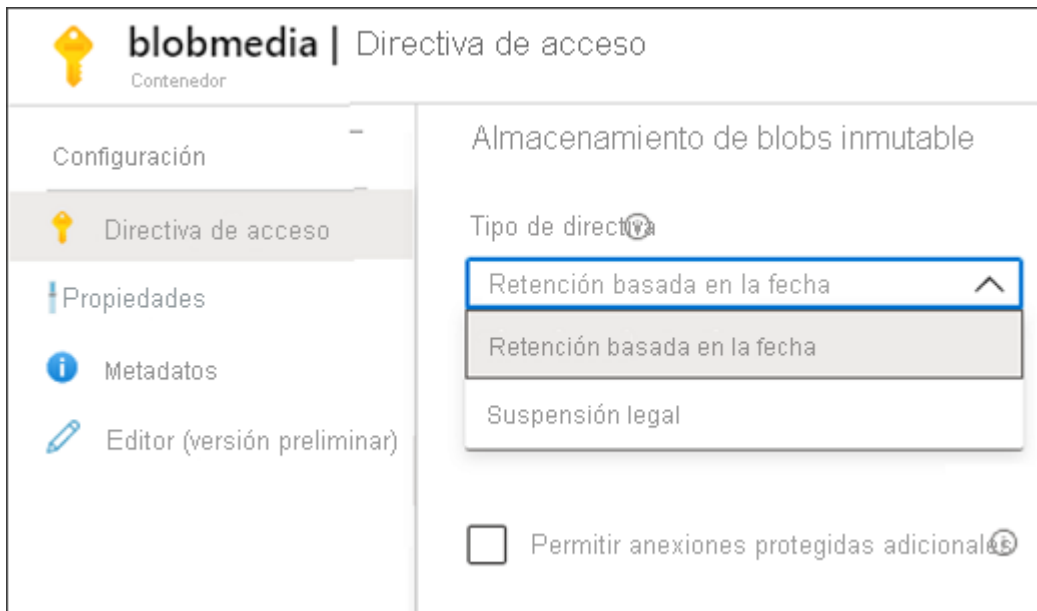 blobmedia | Directiva de acceso
Contenedor
Configuración
Directiva de acceso
Propiedades
Metadatos
Editor (versión preliminar)
Almacenamiento de blobs inmutable
Tipo de directiva
Retención basada en la fecha
Retención basada en la fecha
Suspensión legal
Permitir anexiones protegidas adicionales